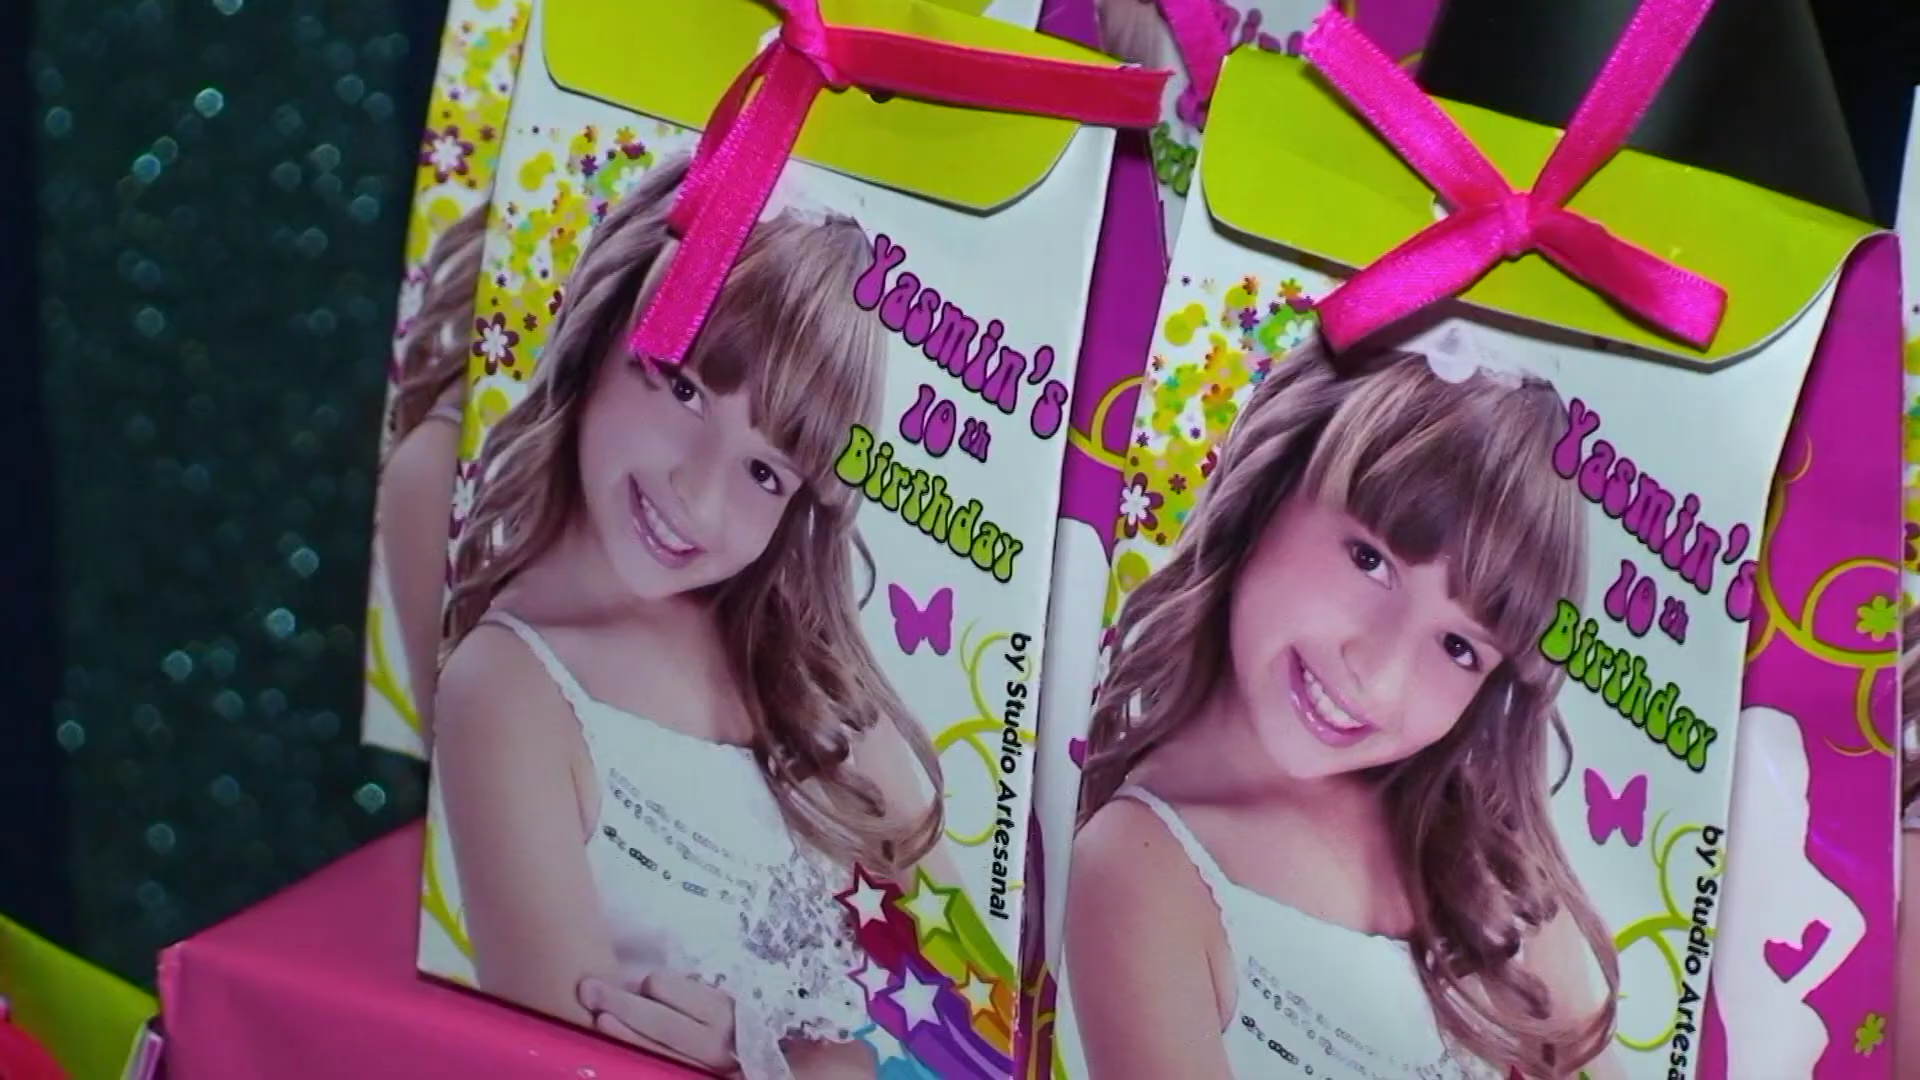 Yasmin's
10th
Birthday
by Studio Artesanal
Yasmin's
10th
Birthday
by Studio Artesa